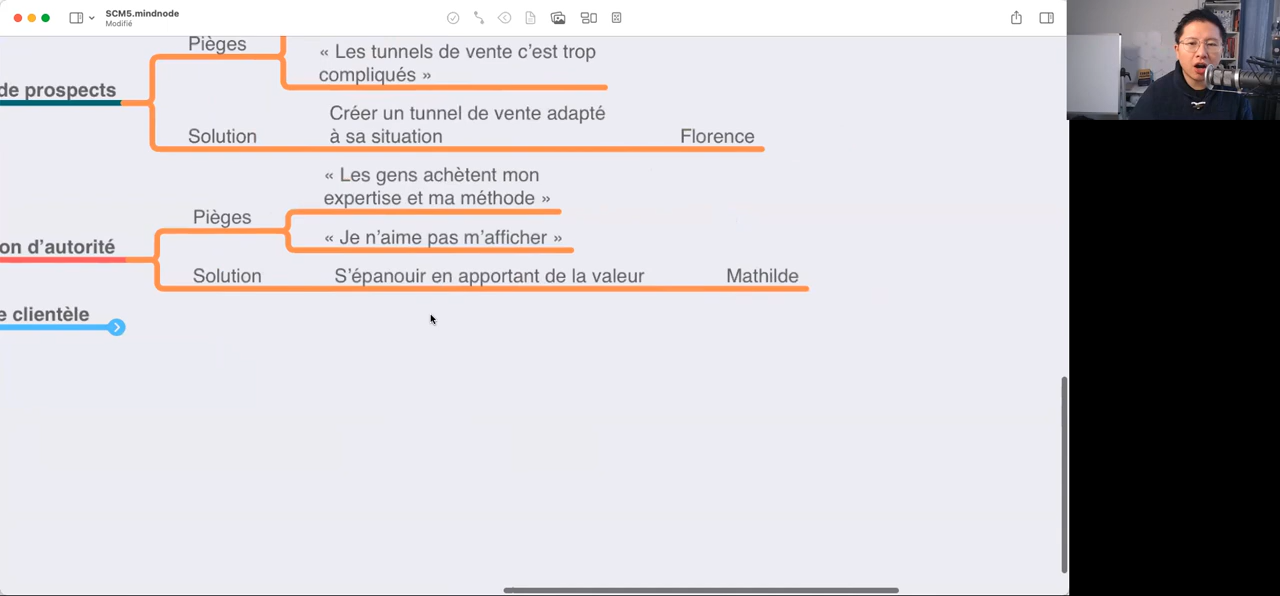 SCM5.mindnode
Modifié
Pièges
« Les tunnels de vente c’est trop
compliqués »
de prospects
Créer un tunnel de vente adapté
Solution
à sa situation
Florence
« Les gens achètent mon
expertise et ma méthode »
Pièges
« Je n’aime pas m’afficher »
on d’autorité
Solution
S’épanouir en apportant de la valeur
Mathilde
e clientèle